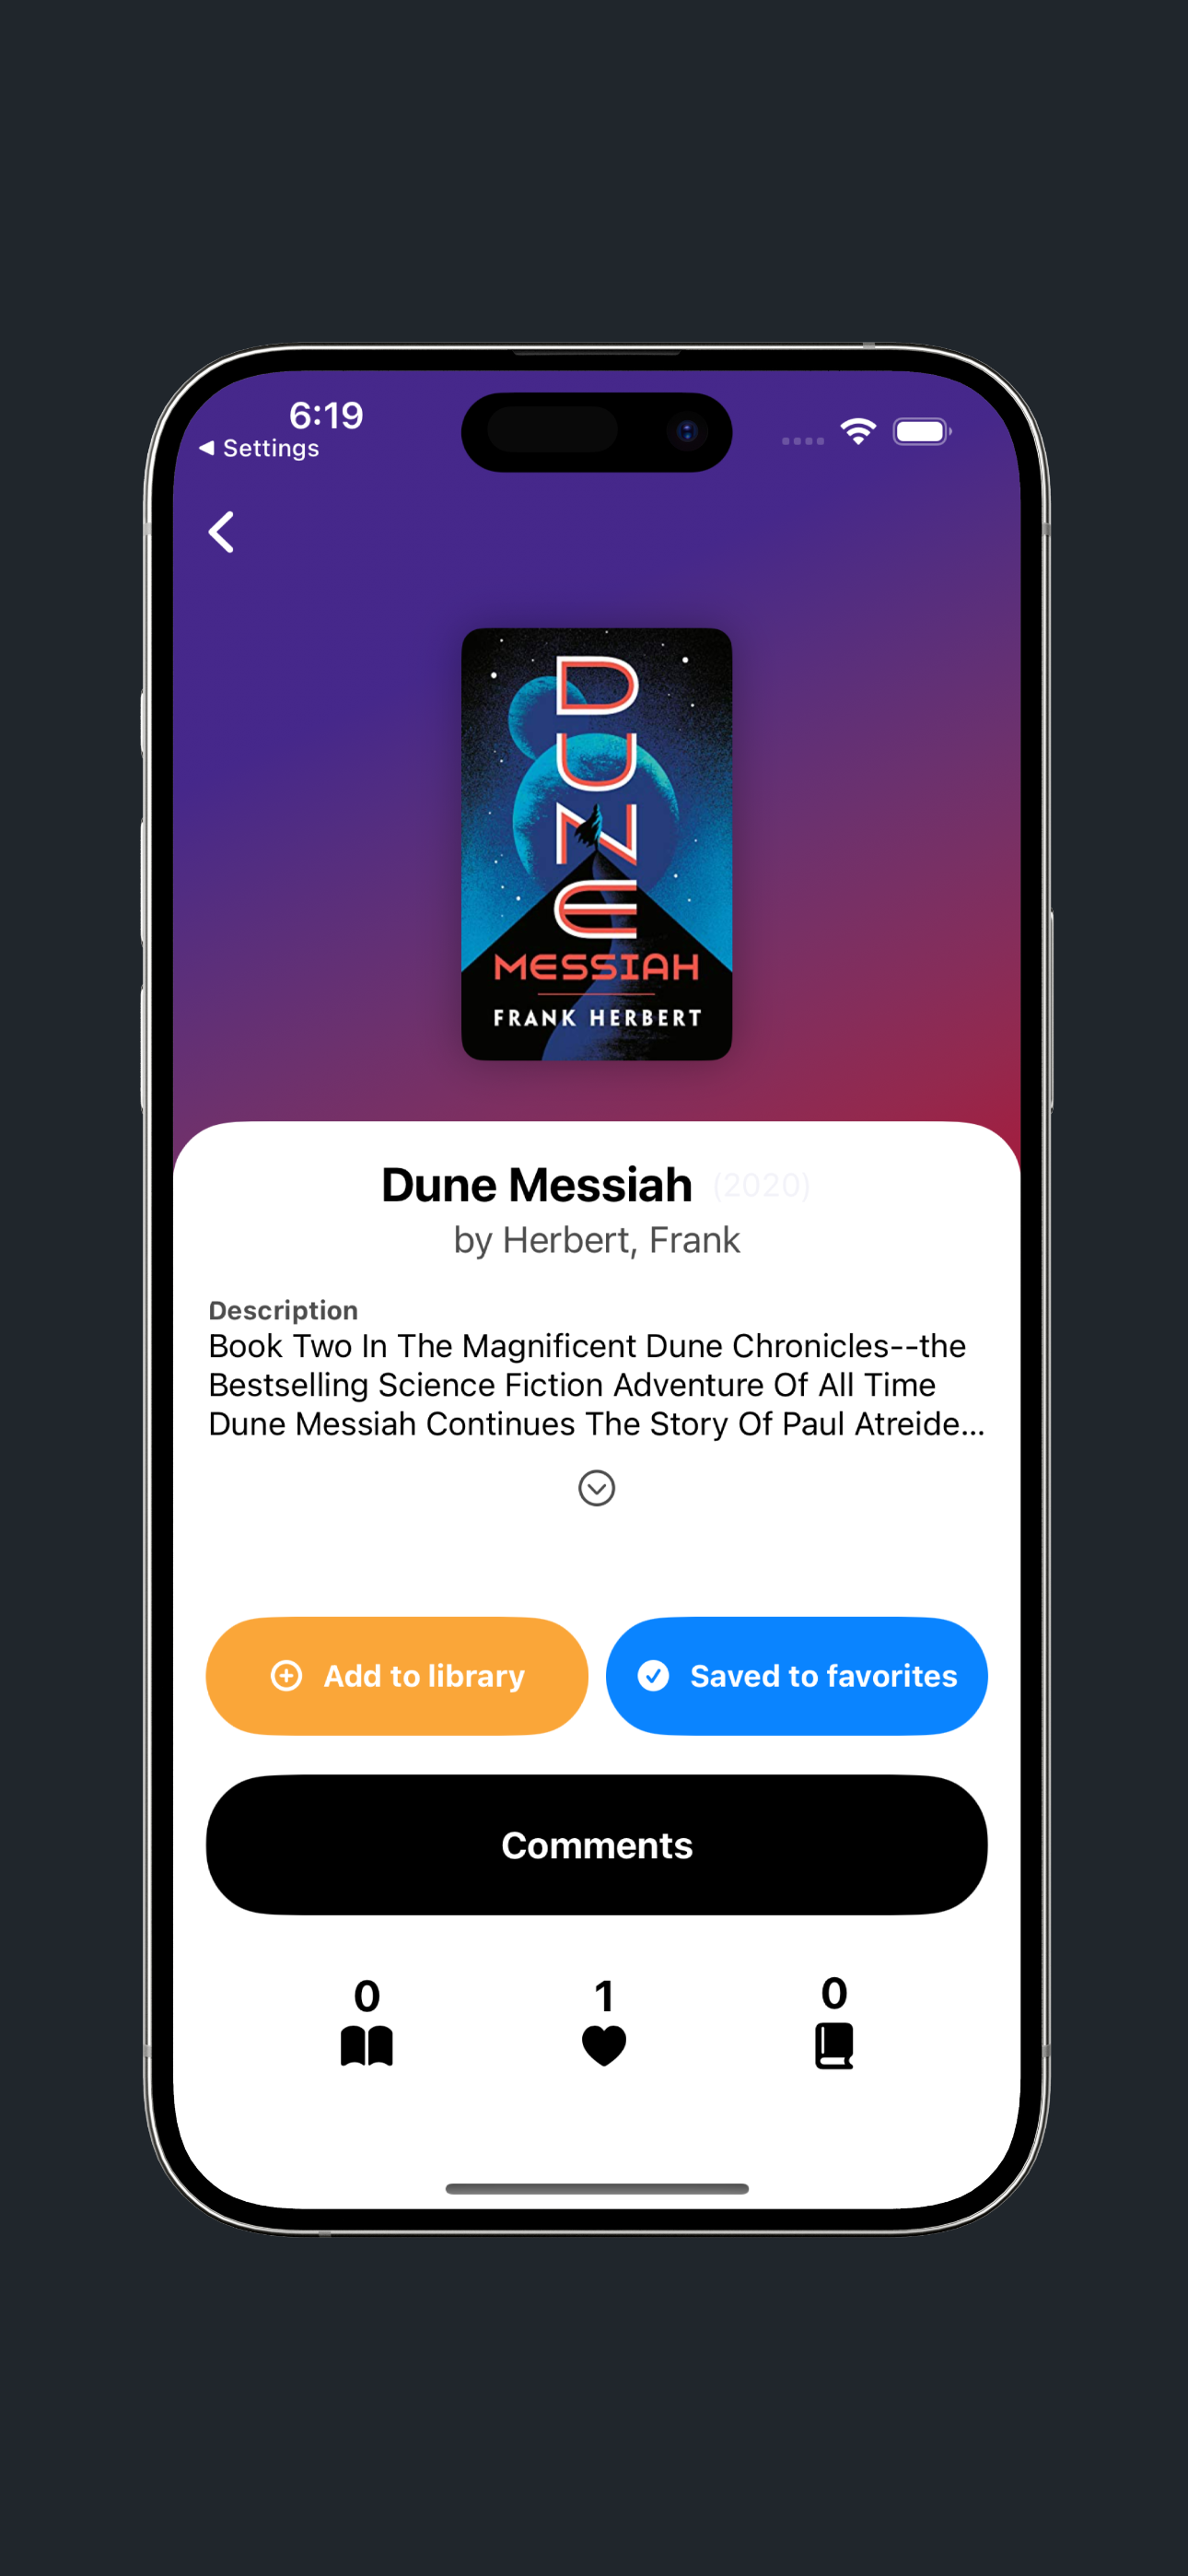 6:19
Settings
DUNE
MESSIAH
FRANK HERBERT
Dune Messiah (2020)
by Herbert, Frank
Description
Book Two In The Magnificent Dune Chronicles--the
Bestselling Science Fiction Adventure Of All Time
Dune Messiah Continues The Story Of Paul Atreide...
Add to library
Saved to favorites
Comments
0 1 0